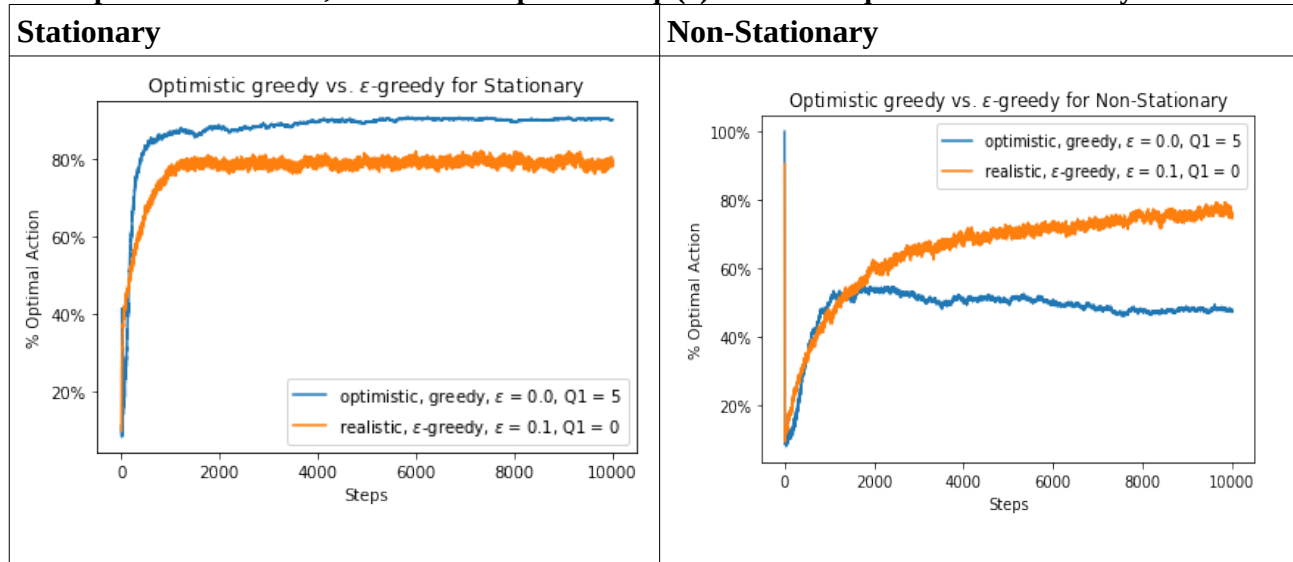 Stationary
Non-Stationary
Optimistic greedy vs. ε-greedy for Stationary
80%
60%
40%
20%
% Optimal Action
optimistic, greedy, ε = 0.0, Q1 = 5
realistic, ε-greedy, ε = 0.1, Q1 = 0
0 2000 4000 6000 8000 10000
Steps
Optimistic greedy vs. ε-greedy for Non-Stationary
100%
80%
60%
40%
20%
% Optimal Action
optimistic, greedy, ε = 0.0, Q1 = 5
realistic, ε-greedy, ε = 0.1, Q1 = 0
0 2000 4000 6000 8000 10000
Steps